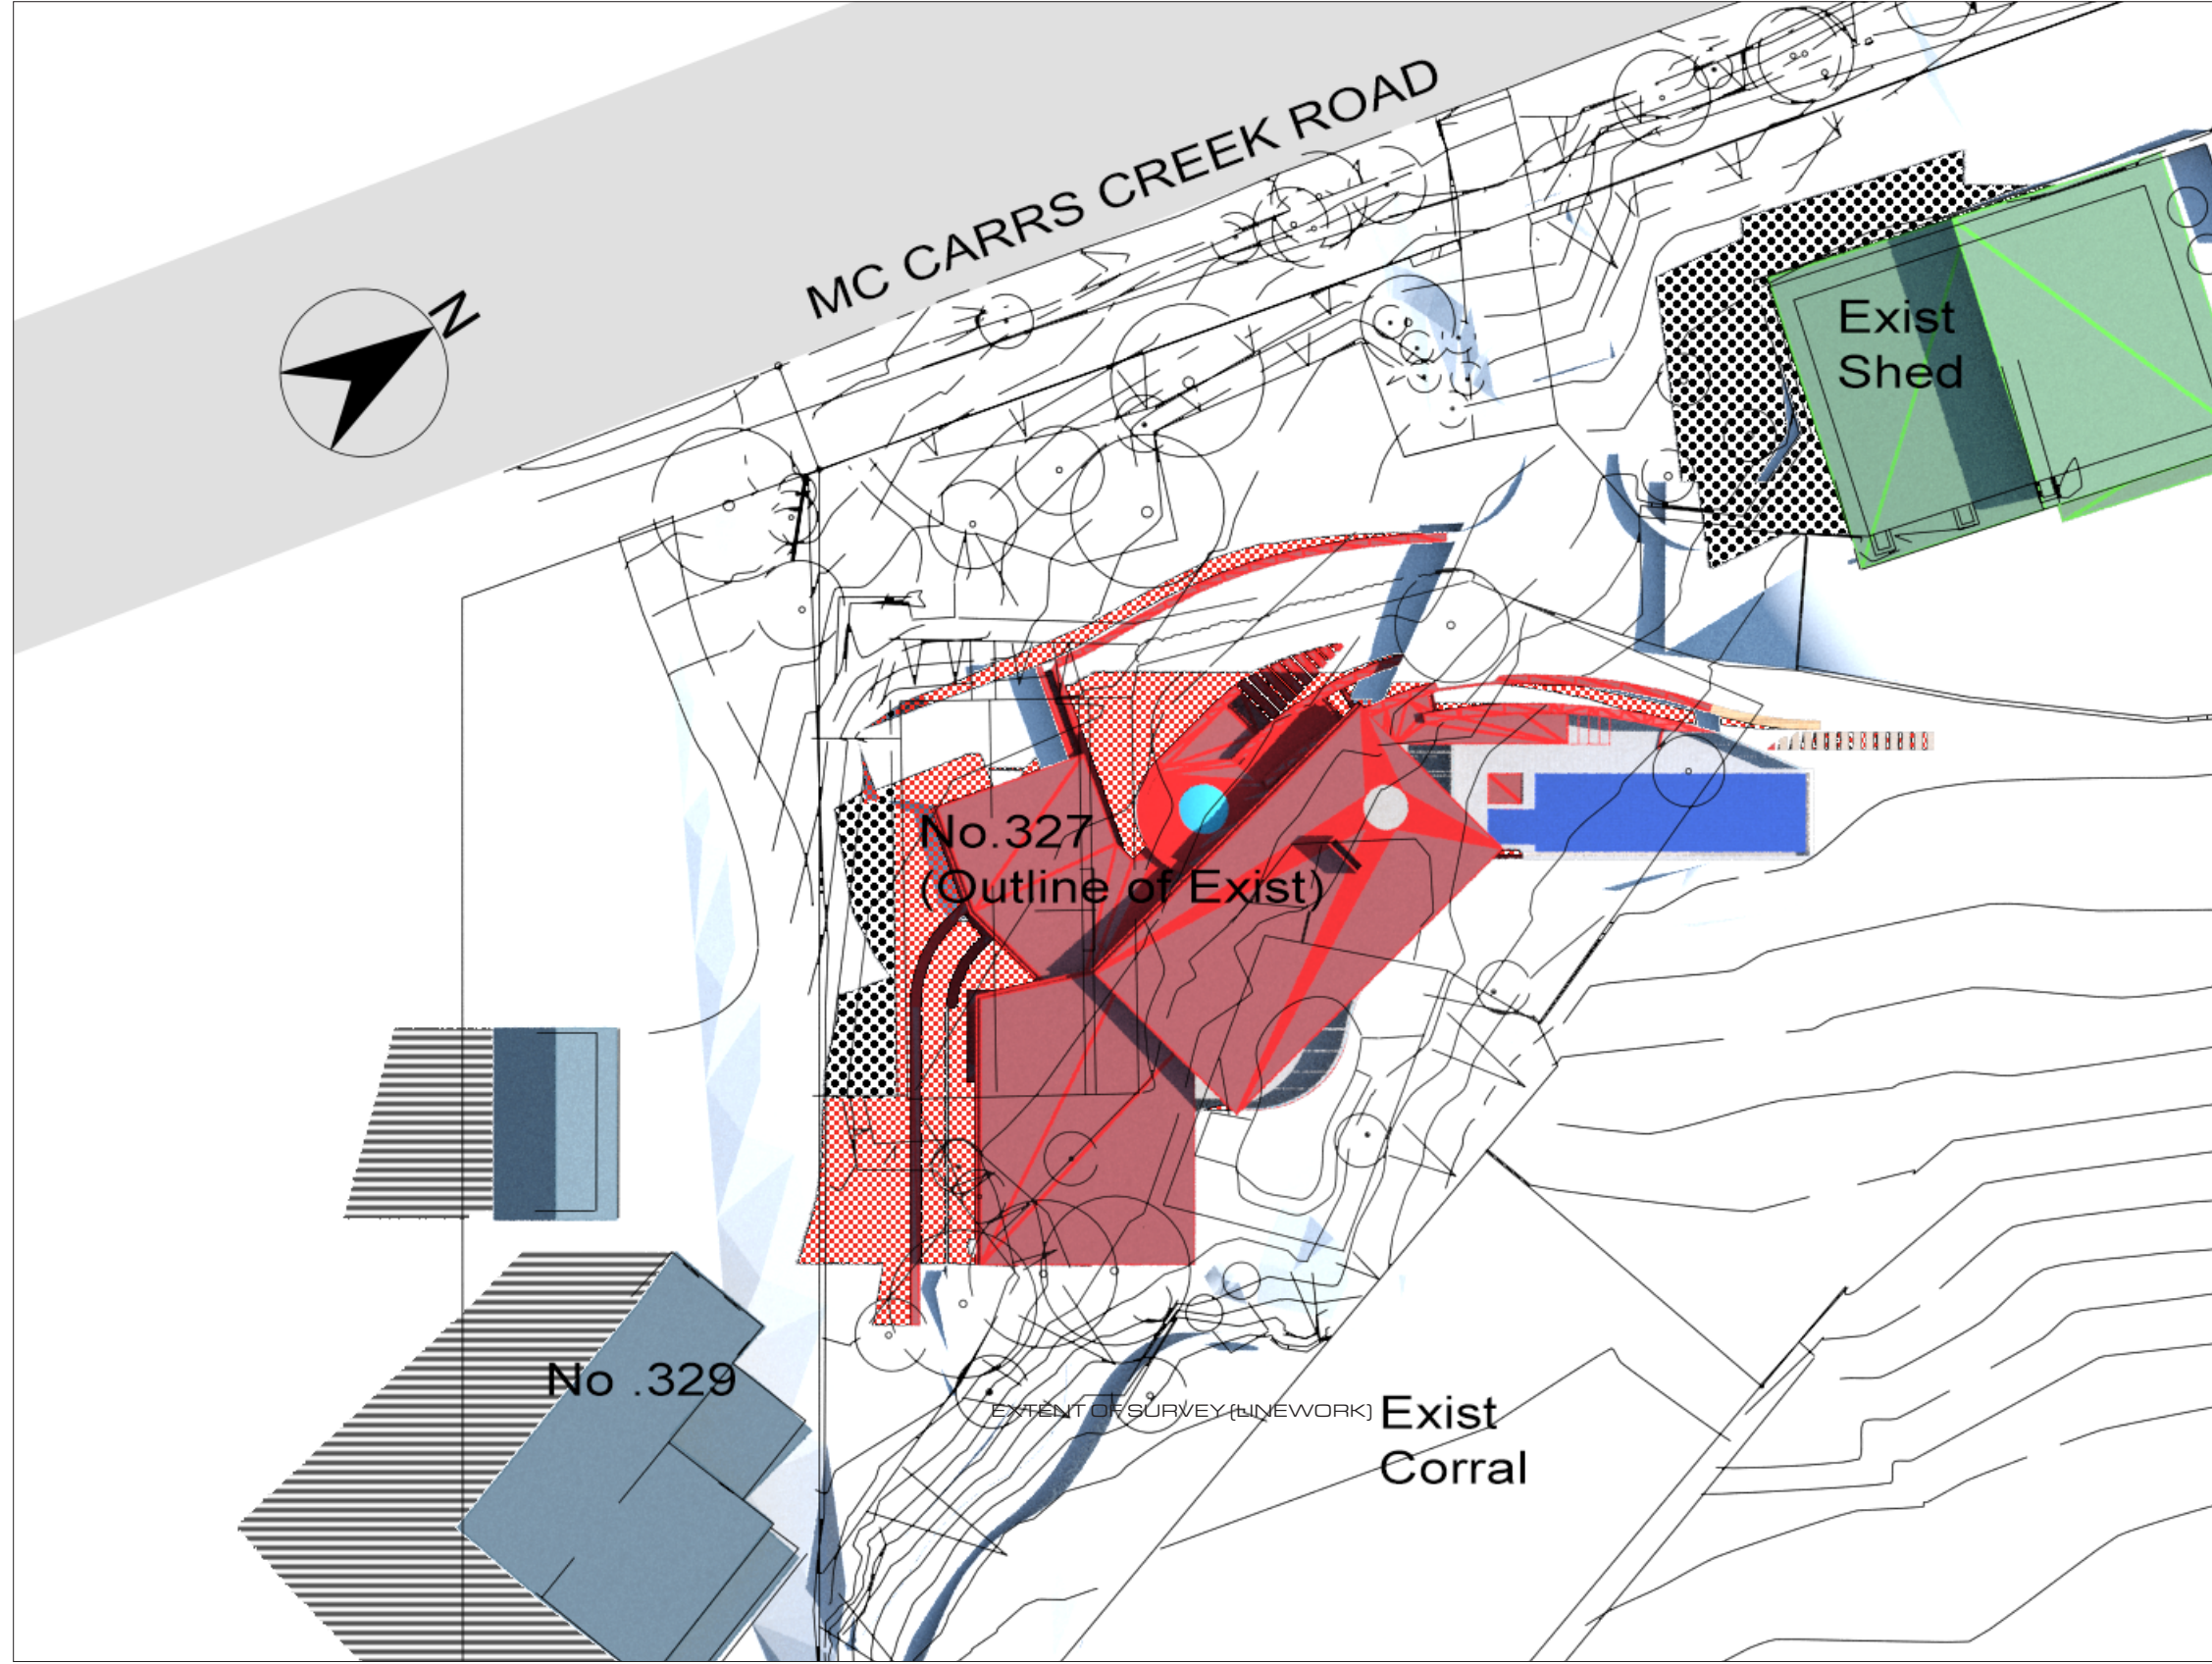 MC CARRS CREEK ROAD
N
Exist
Shed
No.327
(Outline of Exist)
No .329
EXTENT OF SURVEY (LINEWORK)
Exist
Corral